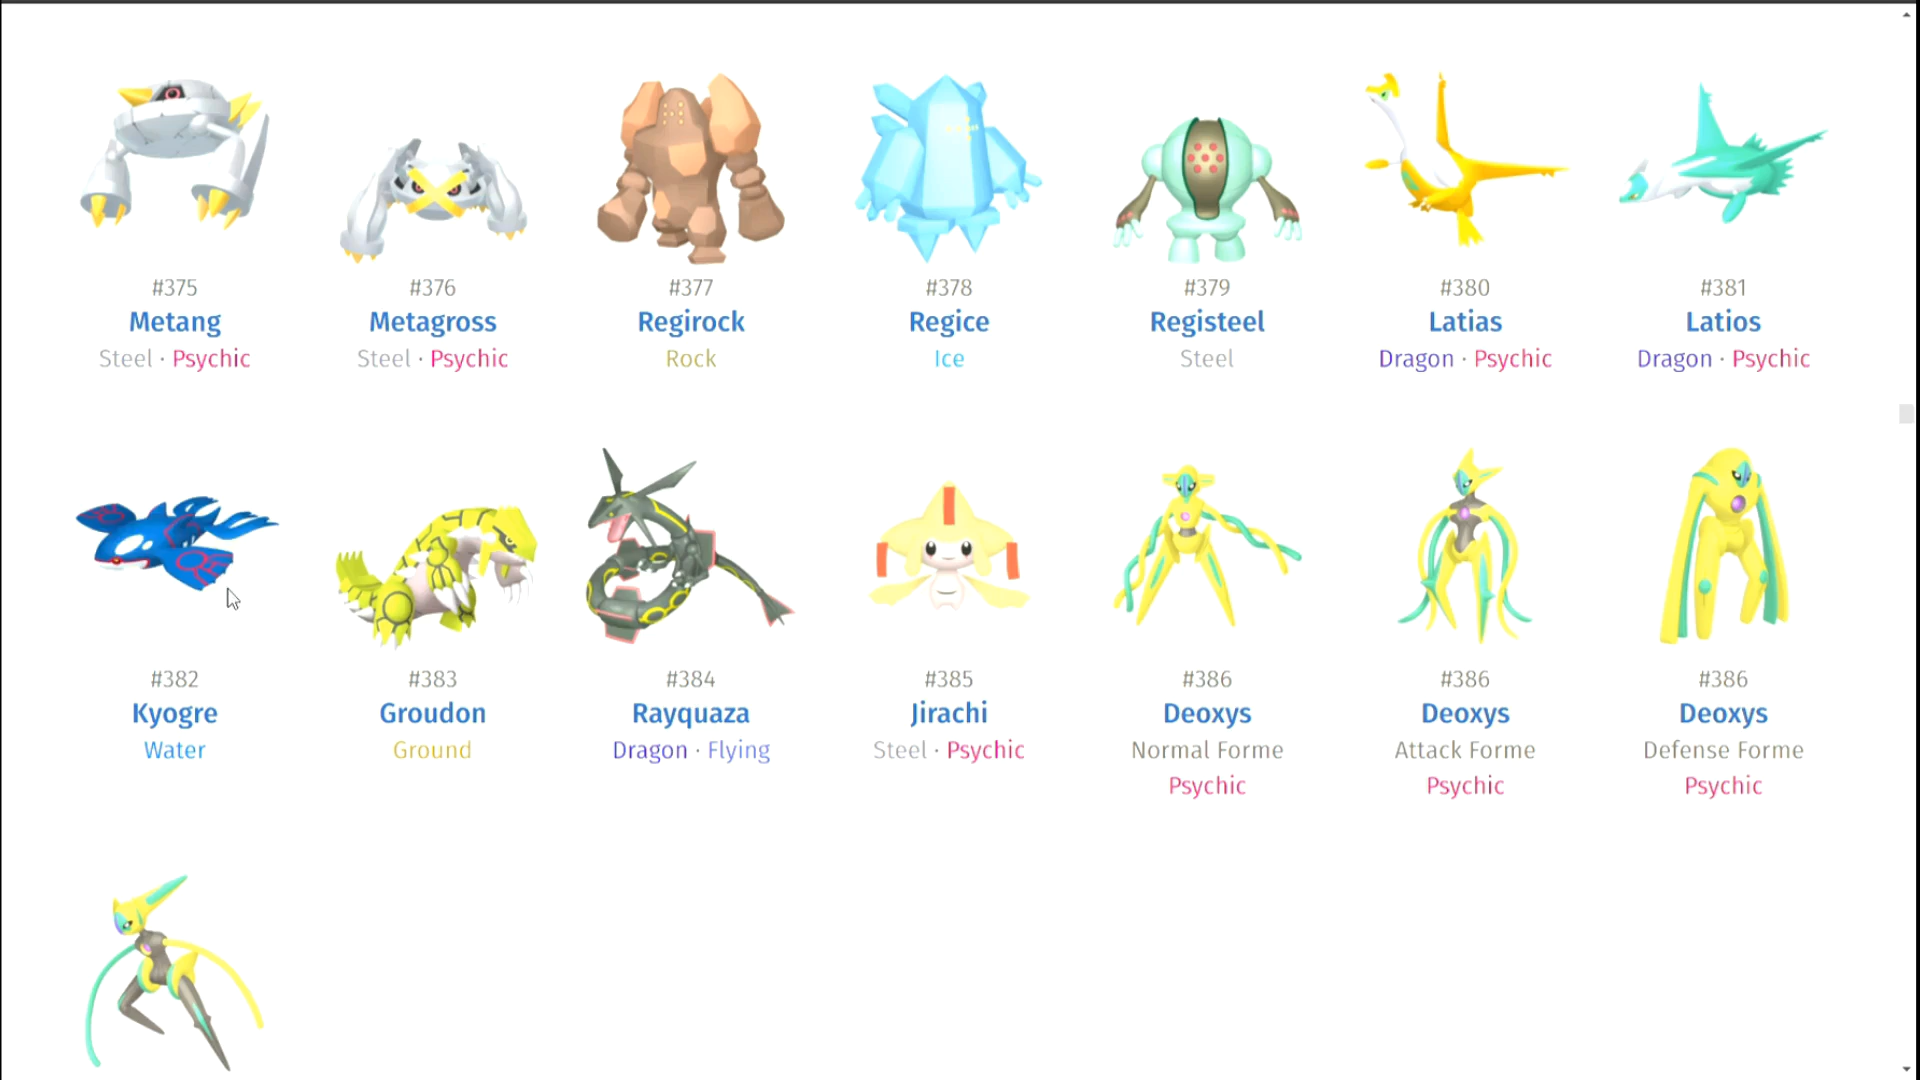 #375
Metang
Steel · Psychic
#376
Metagross
Steel · Psychic
#377
Regirock
Rock
#378
Regice
Ice
#379
Registeel
Steel
#380
Latias
Dragon · Psychic
#381
Latios
Dragon · Psychic
#382
Kyogre
Water
#383
Groudon
Ground
#384
Rayquaza
Dragon · Flying
#385
Jirachi
Steel · Psychic
#386
Deoxys
Normal Forme
Psychic
#386
Deoxys
Attack Forme
Psychic
#386
Deoxys
Defense Forme
Psychic